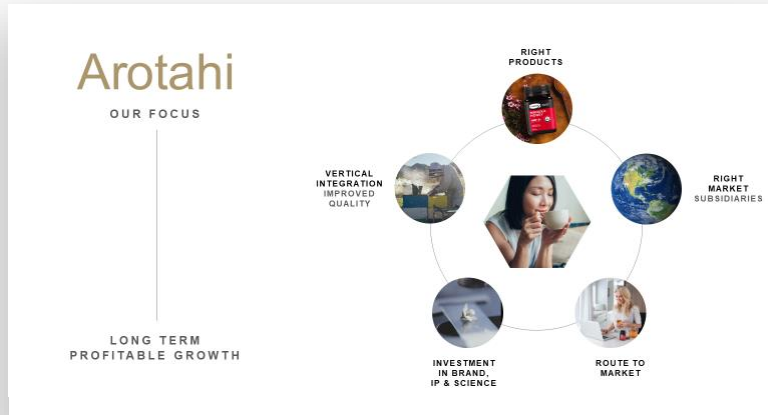 Arotahi
OUR FOCUS
LONG TERM
PROFITABLE GROWTH
RIGHT
PRODUCTS
VERTICAL
INTEGRATION
IMPROVED
QUALITY
RIGHT
MARKET
SUBSIDIARIES
INVESTMENT
IN BRAND,
IP & SCIENCE
ROUTE TO
MARKET